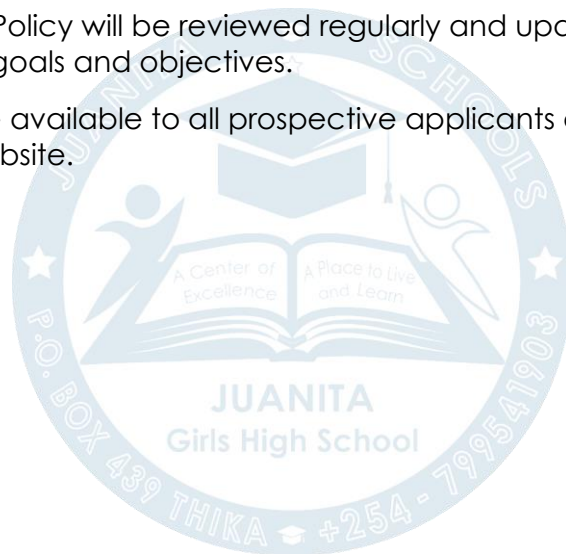 Policy will be reviewed regularly and upd
goals and objectives.
available to all prospective applicants
bsite.
JUANITA SCHOOLS
A Center of
Excellence
A Place to Live
and Learn
JUANITA
Girls High School
P.O. BOX 439 THIKA +254 - 799541903